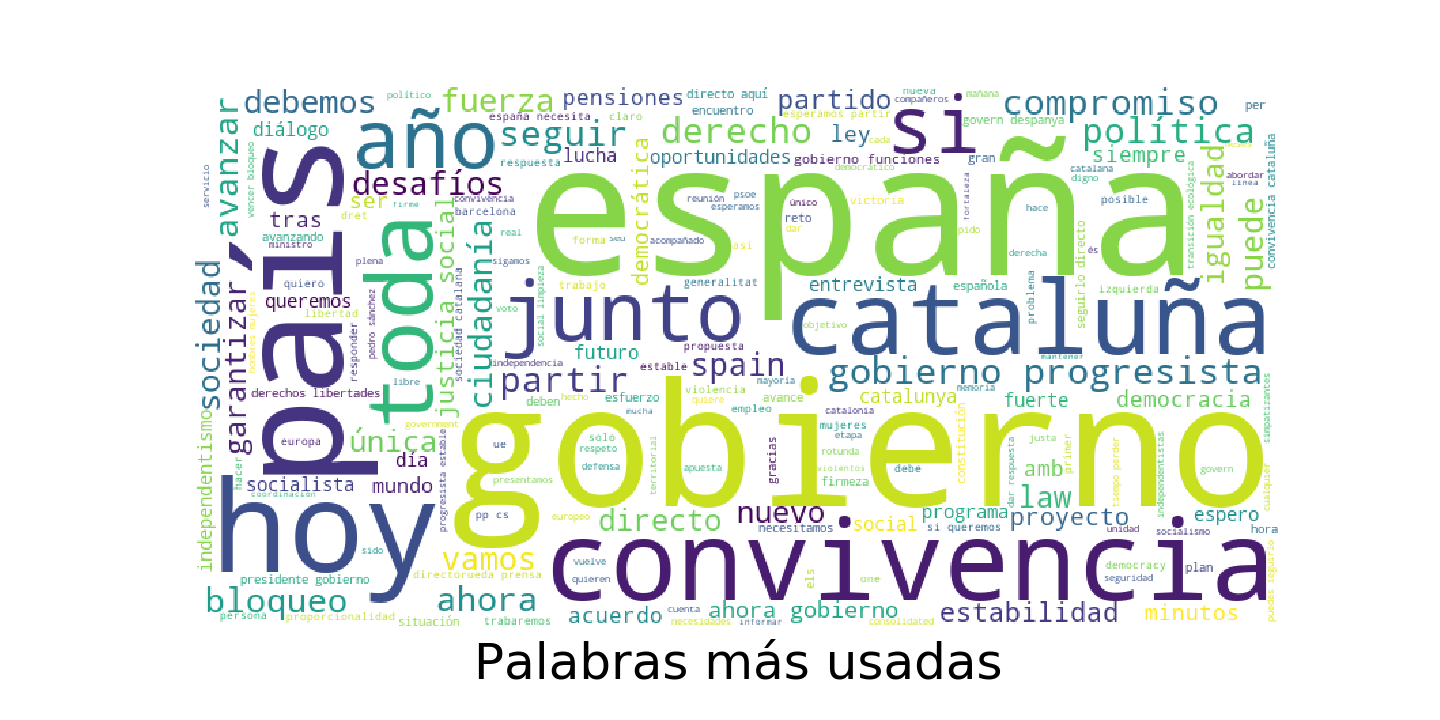 debemos
político
fuerza
pensiones
directo aquí
partido
nueva
compañeros
mañana
compromiso
per
avanzar
diálogo
año
españa necesita
claro
encuentro
esperamos partir
si
govern despanya
política
seguir
derecho
ley
cada
siempre
respuesta
lucha
oportunidades
gobierno funciones
gran
catalana
digno
igualdad
abordar
línea
convivencia cataluña
servicio
vencer bloqueo
país
desafíos
ser
tras
dret
firme
convivencia
barcelona
democrática
democrático
reunión
psoe
esperamos
único
victoria
reto
dar
fortaleza
hace
posible
puede
avanzando
ministro
plena
toda
justicia social
ciudadanía
real
forma
acompañado
así
españa
pido
derecha
és
transición ecológica
sociedad
garantizar
quiero
queremos
libertad
pedro sánchez
responder
sociedad catalana
sigamos
trabajo
generalitat
entrevista
española
problema
izquierda
seguirlo directo
voto
social limpieza
junto
objetivo
cataluña
independencia
futuro
propuesta
estable
spain
mantener
derechos libertades
libre
partir
mayoría
gobierno progresista
independentismo
deben
hecho
esfuerzo
violencia
quiere
avance
catalunya
memoria
fuerte
democracia
simpatizantes
europa
única
government
mucha
empleo
catalonia
mujeres
etapa
constitución
gobierno
ue
solo
respeto
defensa
territorial
apuesta
gracias
rotunda
violentos
firmeza
debe
justa
primer
amb
dar respuesta
tiempo perder
independentistas
govern
cualquier
hacer
día
socialista
coordinación
mundo
progresista estable
presentamos
law
hoy
pp cs
europeo
directo
nuevo
necesitamos
social
programa
si queremos
proyecto
espero
unidad
socialismo
hora
sido
vamos
vuelve
quieren
convivencia
democracy
seguridad
plan
presidente gobierno
directorueda prensa
els
one
bloqueo
ahora
acuerdo
cuenta
ahora gobierno
estabilidad
minutos
persona
proporcionalidad
situación
trabaremos
necesidades
informar
consolidated
Palabras más usadas